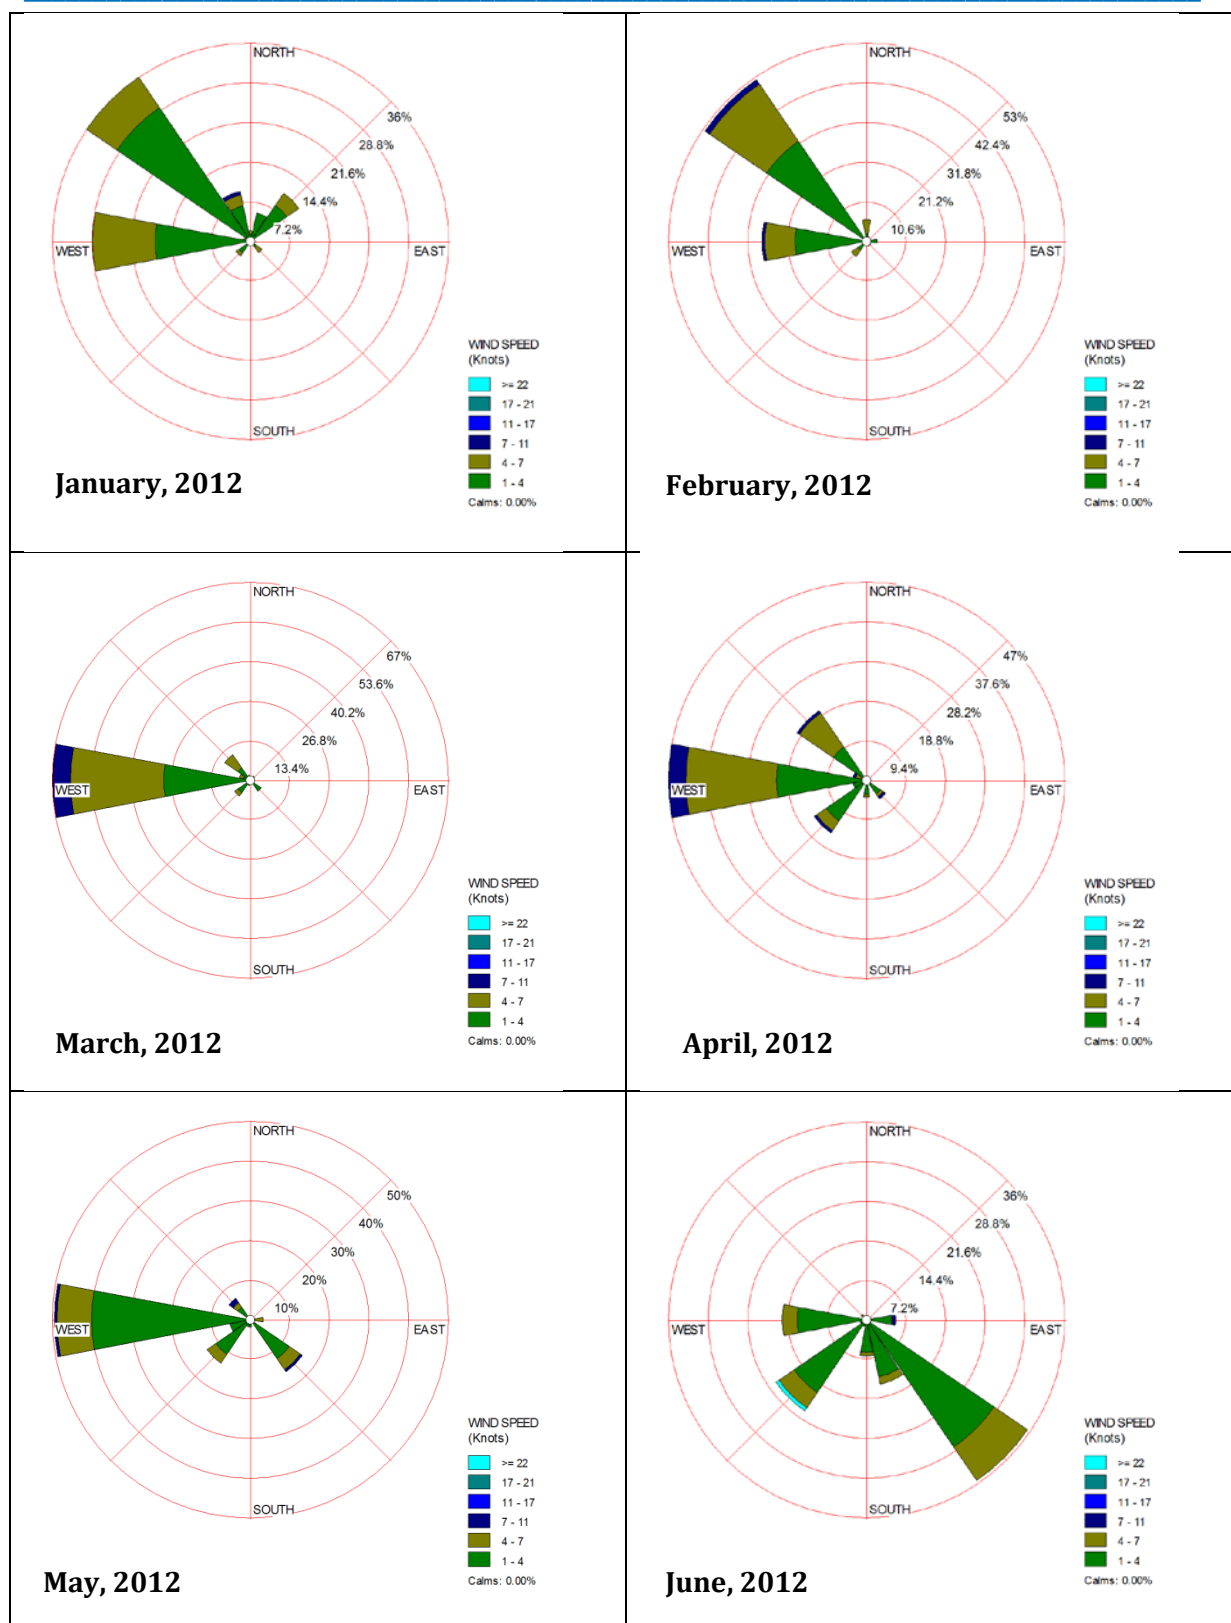 NORTH
36%
28.8%
21.6%
14.4%
7.2%
WEST
EAST
SOUTH
WIND SPEED
(Knots)
>= 22
17 - 21
11 - 17
7 - 11
4 - 7
1 - 4
Calms: 0.00%
January, 2012
NORTH
53%
42.4%
31.8%
21.2%
10.6%
WEST
EAST
SOUTH
WIND SPEED
(Knots)
>= 22
17 - 21
11 - 17
7 - 11
4 - 7
1 - 4
Calms: 0.00%
February, 2012
NORTH
67%
53.6%
40.2%
26.8%
13.4%
WEST
EAST
SOUTH
WIND SPEED
(Knots)
>= 22
17 - 21
11 - 17
7 - 11
4 - 7
1 - 4
Calms: 0.00%
March, 2012
NORTH
47%
37.6%
28.2%
18.8%
9.4%
WEST
EAST
SOUTH
WIND SPEED
(Knots)
>= 22
17 - 21
11 - 17
7 - 11
4 - 7
1 - 4
Calms: 0.00%
April, 2012
NORTH
50%
40%
30%
20%
10%
WEST
EAST
SOUTH
WIND SPEED
(Knots)
>= 22
17 - 21
11 - 17
7 - 11
4 - 7
1 - 4
Calms: 0.00%
May, 2012
NORTH
36%
28.8%
21.6%
14.4%
7.2%
WEST
EAST
SOUTH
WIND SPEED
(Knots)
>= 22
17 - 21
11 - 17
7 - 11
4 - 7
1 - 4
Calms: 0.00%
June, 2012